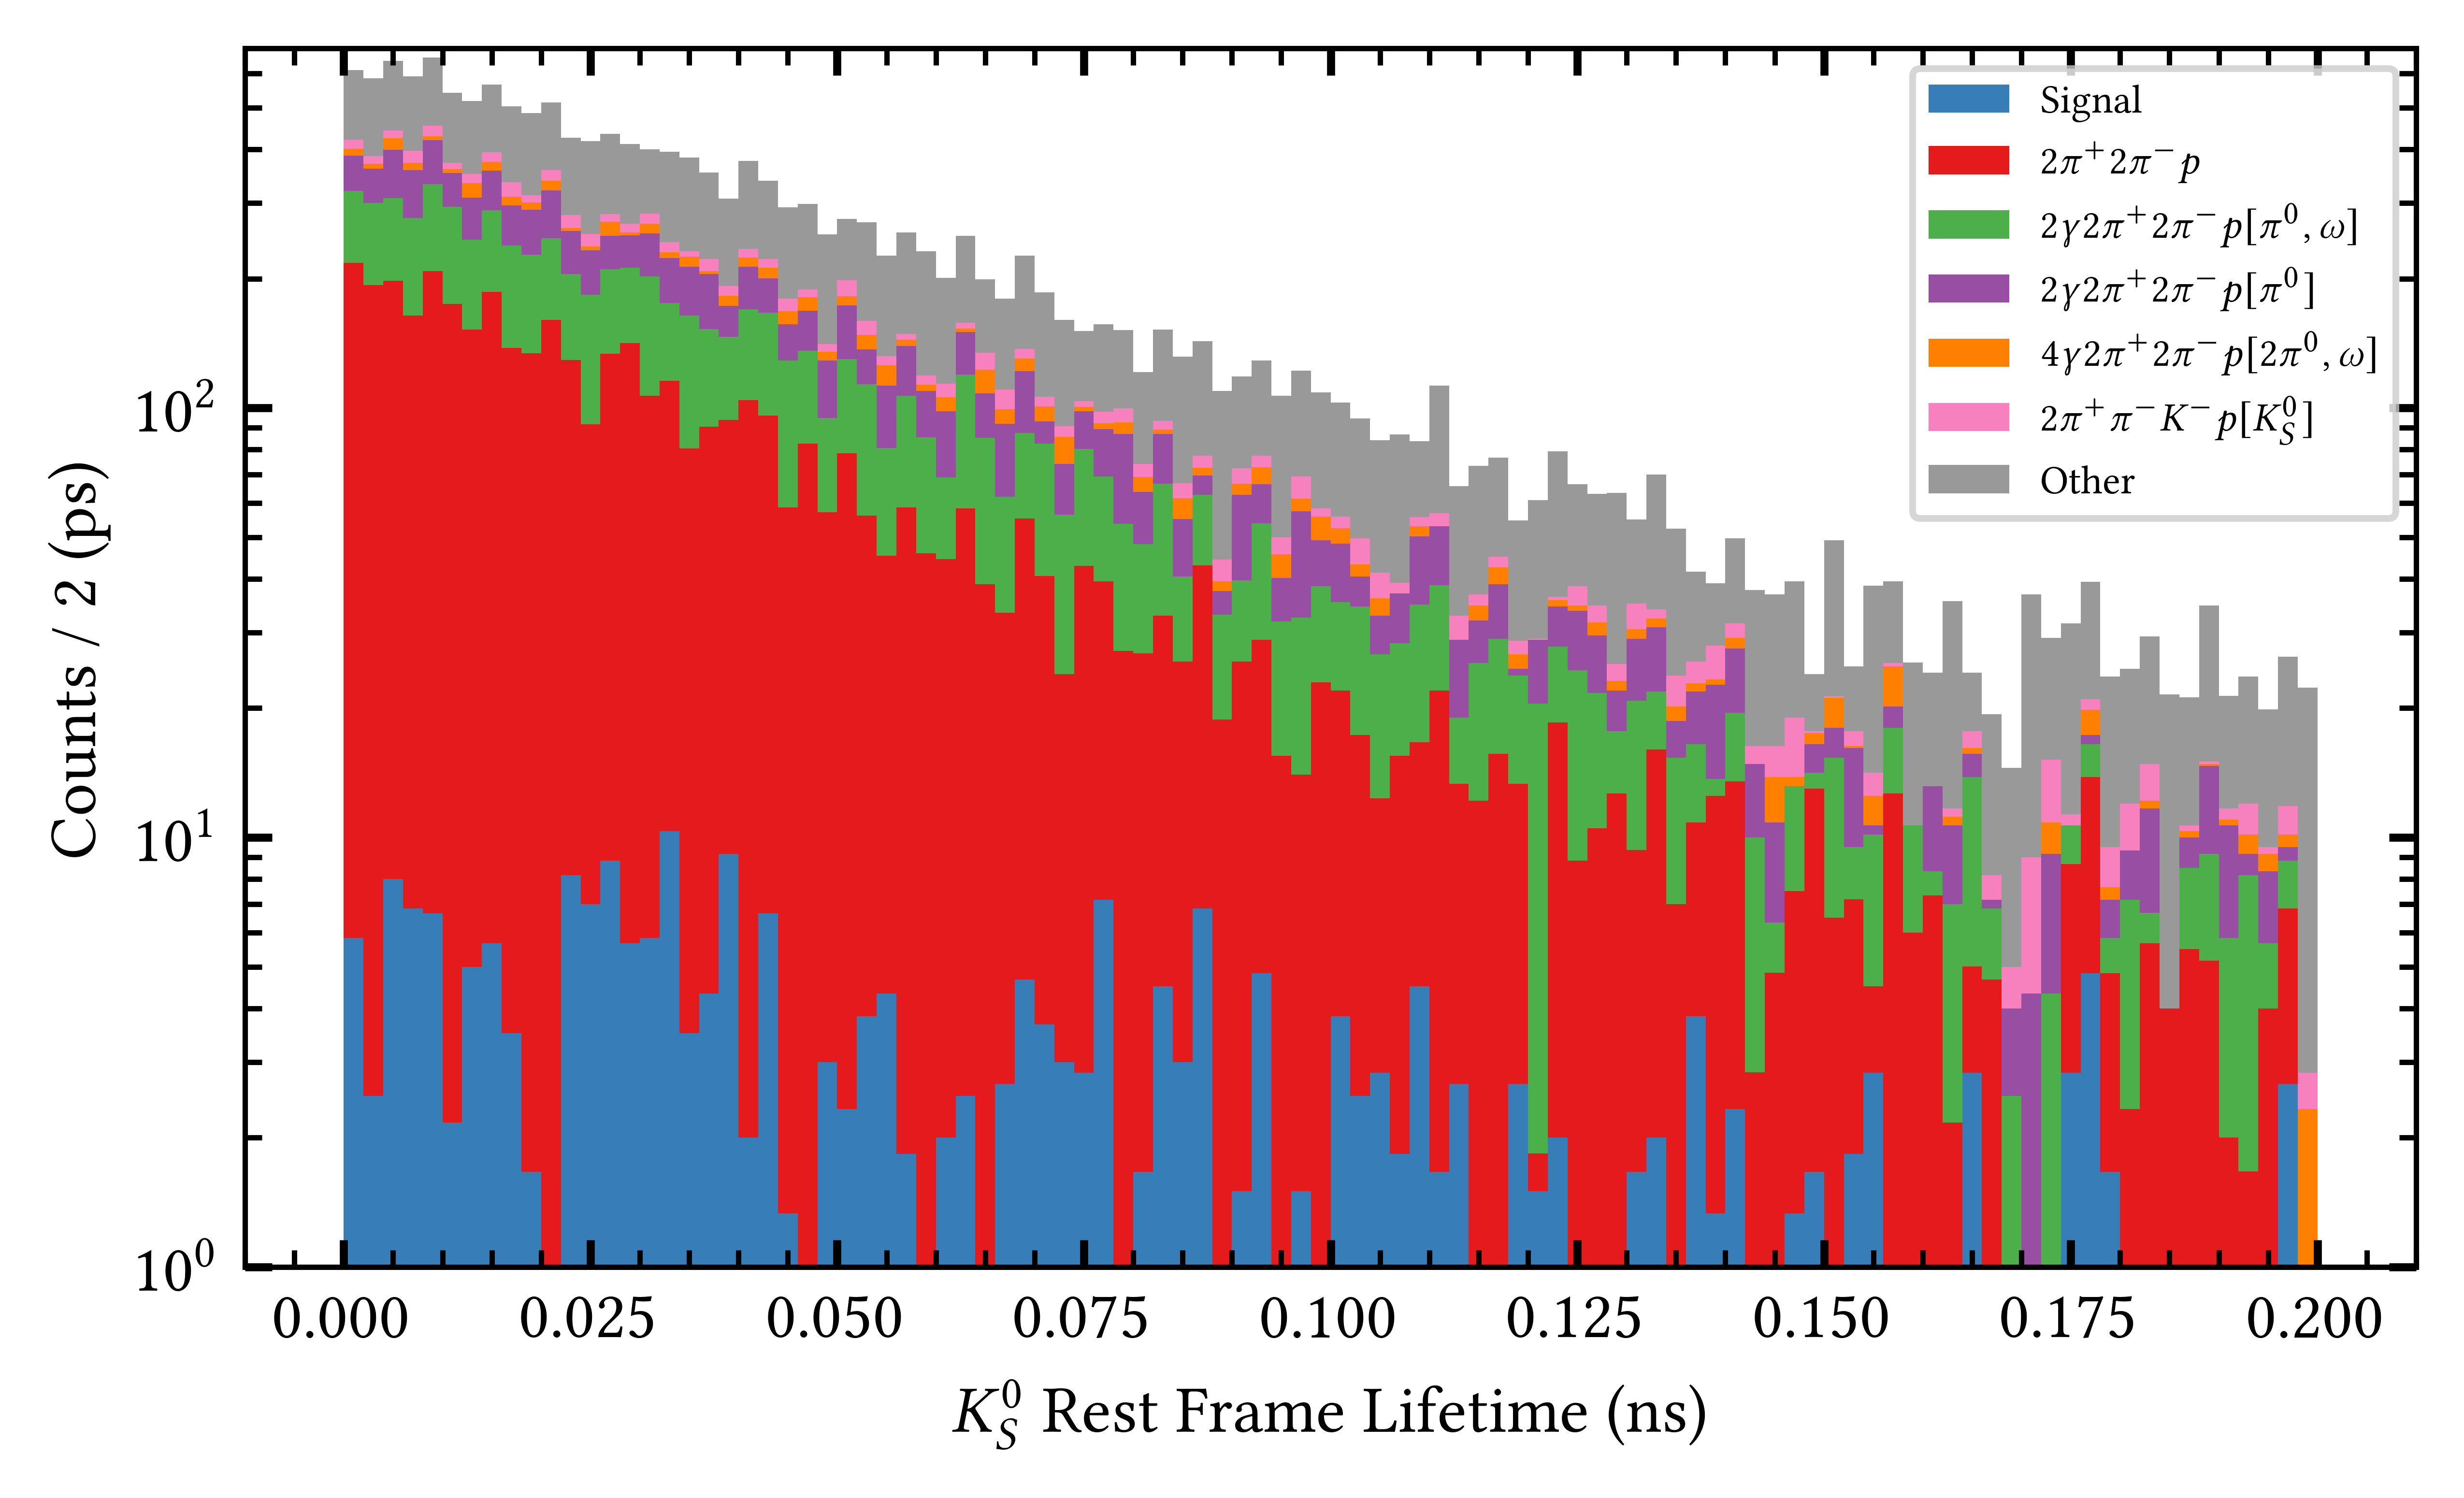 Counts / 2 (ps)
10²
10¹
10⁰
Signal
2π⁺2π⁻p
2γ2π⁺2π⁻p[π⁰, ω]
2γ2π⁺2π⁻p[π⁰]
4γ2π⁺2π⁻p[2π⁰, ω]
2π⁺π⁻K⁻p[K_S⁰]
Other
0.000 0.025 0.050 0.075 0.100 0.125 0.150 0.175 0.200
K_S⁰ Rest Frame Lifetime (ns)